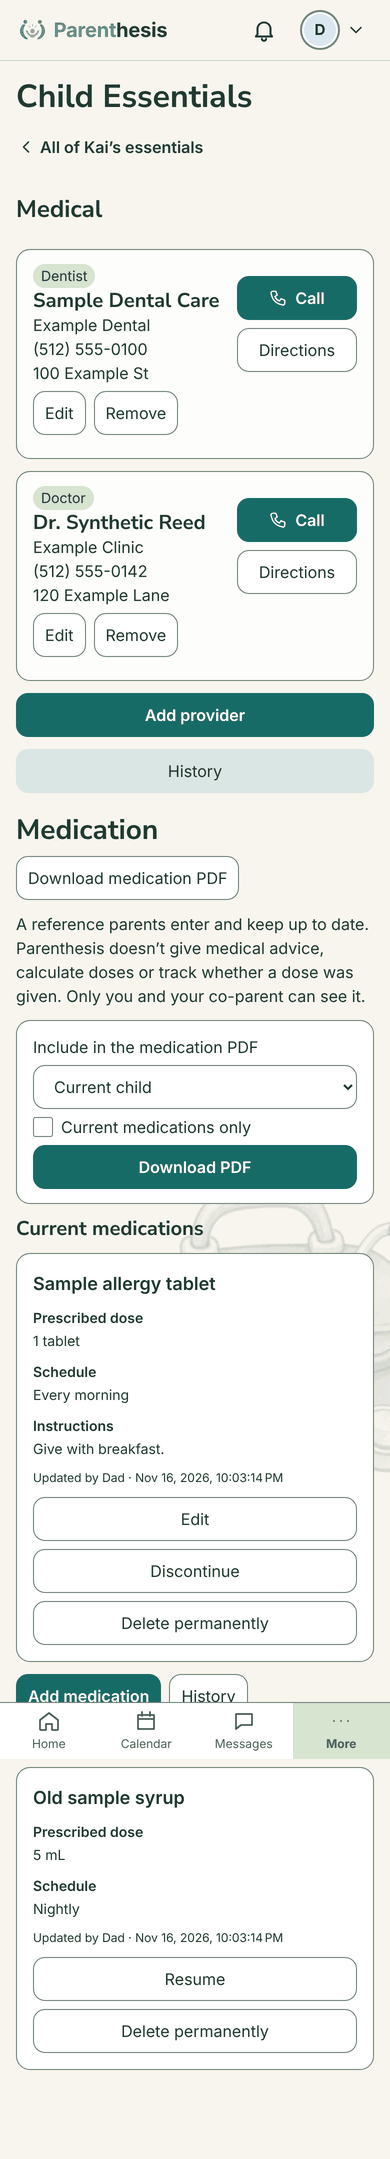 Parenthesis
D
Child Essentials
All of Kai’s essentials
Medical
Dentist
Sample Dental Care
Example Dental
(512) 555-0100
100 Example St
Call
Directions
Edit
Remove
Doctor
Dr. Synthetic Reed
Example Clinic
(512) 555-0142
120 Example Lane
Call
Directions
Edit
Remove
Add provider
History
Medication
Download medication PDF
A reference parents enter and keep up to date.
Parenthesis doesn’t give medical advice,
calculate doses or track whether a dose was
given. Only you and your co-parent can see it.
Include in the medication PDF
Current child
Current medications only
Download PDF
Current medications
Sample allergy tablet
Prescribed dose
1 tablet
Schedule
Every morning
Instructions
Give with breakfast.
Updated by Dad · Nov 16, 2026, 10:03:14 PM
Edit
Discontinue
Delete permanently
Add medication
History
Home
Calendar
Messages
More
Old sample syrup
Prescribed dose
5 mL
Schedule
Nightly
Updated by Dad · Nov 16, 2026, 10:03:14 PM
Resume
Delete permanently